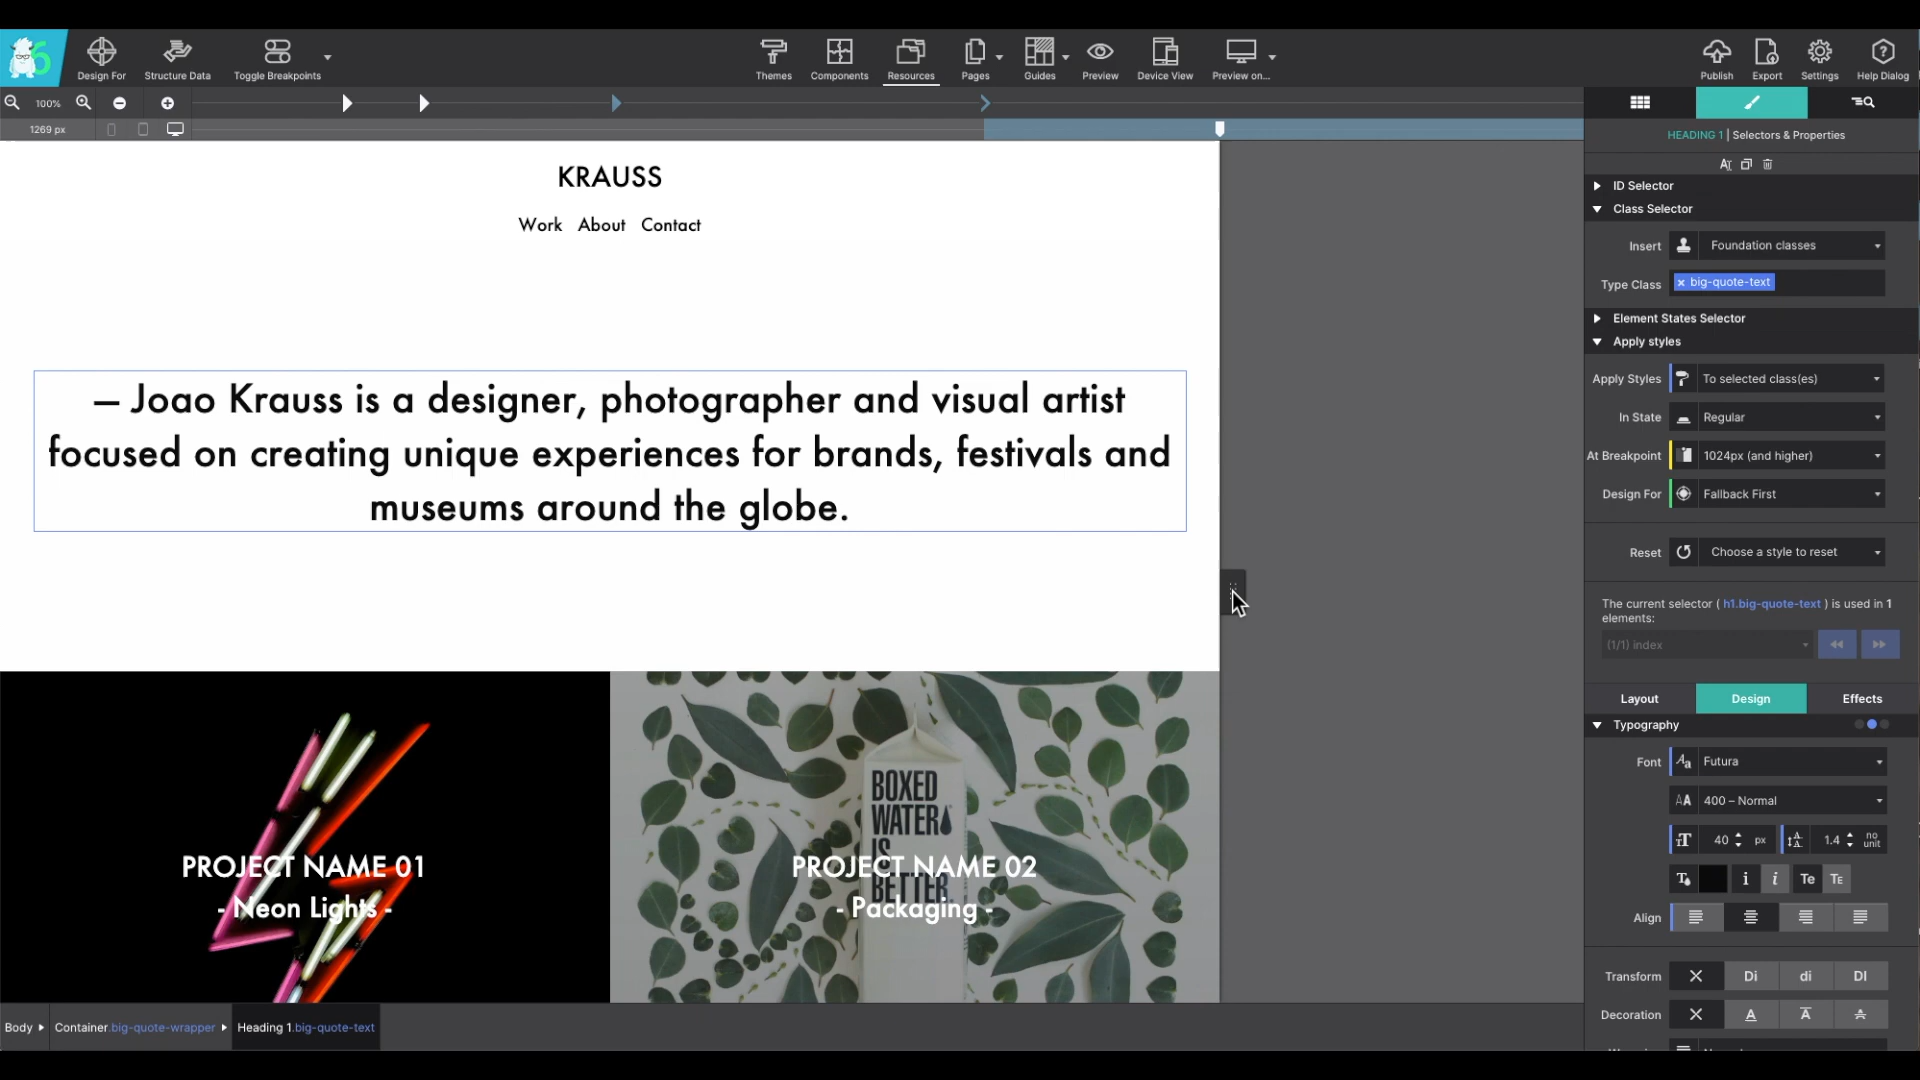 Design For
Structure Data
Toggle Breakpoints
Themes
Components
Resources
Pages
Guides
Preview
Device View
Preview on...
Publish
Export
Settings
Help Dialog
100%
1269 px
HEADING 1 | Selectors & Properties
ID Selector
Class Selector
Insert
Foundation classes
Type Class
× big-quote-text
Element States Selector
Apply styles
Apply Styles
To selected class(es)
In State
Regular
At Breakpoint
1024px (and higher)
Design For
Fallback First
Reset
Choose a style to reset
The current selector ( h1.big-quote-text ) is used in 1
elements:
(1/1) index
Layout
Design
Effects
Typography
Font
Futura
400 – Normal
40
px
1.4
no
unit
Te
Te
Align
Transform
Di
di
DI
Decoration
KRAUSS
Work About Contact
— Joao Krauss is a designer, photographer and visual artist
focused on creating unique experiences for brands, festivals and
museums around the globe.
PROJECT NAME 01
- Neon Lights -
BOXED
WATER
IS
BETTER
PROJECT NAME 02
- Packaging -
Body
Container.big-quote-wrapper
Heading 1.big-quote-text